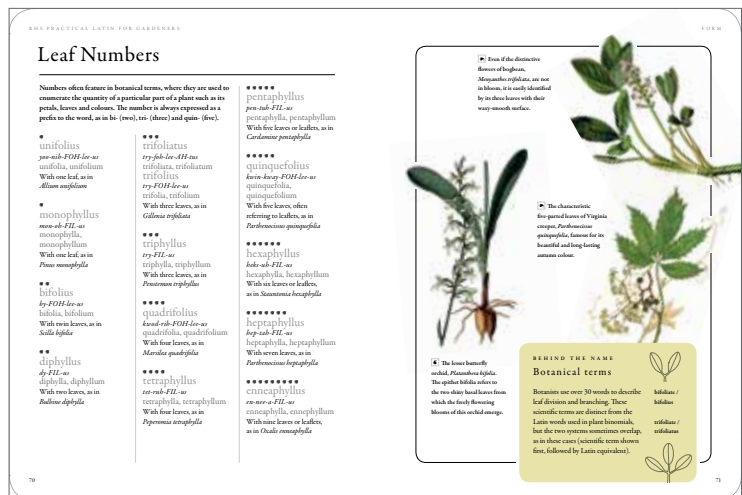 RHS PRACTICAL LATIN FOR GARDENERS
Leaf Numbers
Numbers often feature in botanical terms, where they are used to
enumerate the quantity of a particular part of a plant such as its
petals, leaves and colours. The number is always expressed as a
prefix to the word, as in bi- (two), tri- (three) and quin- (five).
unifolius
yoo-nih-FOH-lee-us
unifolia, unifolium
With one leaf, as in
Allium unifolium
monophyllus
mon-oh-FIL-us
monophylla,
monophyllum
With one leaf, as in
Pinus monophylla
bifolius
by-FOH-lee-us
bifolia, bifolium
With twin leaves, as in
Scilla bifolia
diphyllus
dy-FIL-us
diphylla, diphyllum
With two leaves, as in
Bulbine diphylla
trifoliatus
try-foh-lee-AH-tus
trifoliata, trifoliatum
trifolius
try-FOH-lee-us
trifolia, trifolium
With three leaves, as in
Gillenia trifoliata
triphyllus
try-FIL-us
triphylla, triphyllum
With three leaves, as in
Penstemon triphyllus
quadrifolius
kwod-rih-FOH-lee-us
quadrifolia, quadrifolium
With four leaves, as in
Marsilea quadrifolia
tetraphyllus
tet-ruh-FIL-us
tetraphylla, tetraphyllum
With four leaves, as in
Peperomia tetraphylla
pentaphyllus
pen-tuh-FIL-us
pentaphylla, pentaphyllum
With five leaves or leaflets, as in
Cardamine pentaphylla
quinquefolius
kwin-kway-FOH-lee-us
quinquefolia,
quinquefolium
With five leaves, often
referring to leaflets, as in
Parthenocissus quinquefolia
hexaphyllus
heks-uh-FIL-us
hexaphylla, hexaphyllum
With six leaves or leaflets,
as in Stauntonia hexaphylla
heptaphyllus
hep-tah-FIL-us
heptaphylla, heptaphyllum
With seven leaves, as in
Parthenocissus heptaphylla
enneaphyllus
en-nee-a-FIL-us
enneaphylla, ennephyllum
With nine leaves or leaflets,
as in Oxalis enneaphylla
70
FORM
Even if the distinctive
flowers of bogbean,
Menyanthes trifoliata, are not
in bloom, it is easily identified
by its three leaves with their
waxy-smooth surface.
The characteristic
five-parted leaves of Virginia
creeper, Parthenocissus
quinquefolia, famous for its
beautiful and long-lasting
autumn colour.
The lesser butterfly
orchid, Platanthera bifolia.
The epithet bifolia refers to
the two shiny basal leaves from
which the freely flowering
blooms of this orchid emerge.
BEHIND THE NAME
Botanical terms
Botanists use over 30 words to describe
leaf division and branching. These
scientific terms are distinct from the
Latin words used in plant binomials,
but the two systems sometimes overlap,
as in these cases (scientific term shown
first, followed by Latin equivalent).
bifoliate /
bifolius
trifoliate /
trifoliatus
71